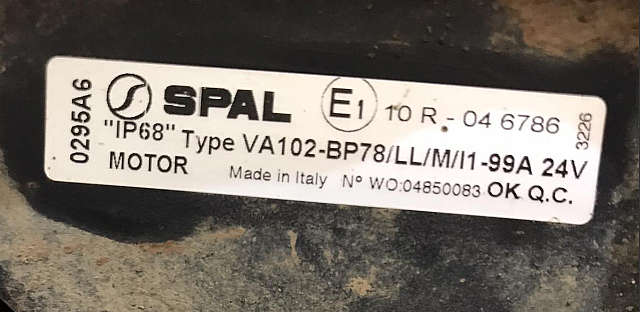 0295A6
SPAL E1 10 R - 04 6786
"IP68" Type VA102-BP78/LL/M/I1-99A 24V
MOTOR Made in Italy N° WO:04850083 OK Q.C.
3226